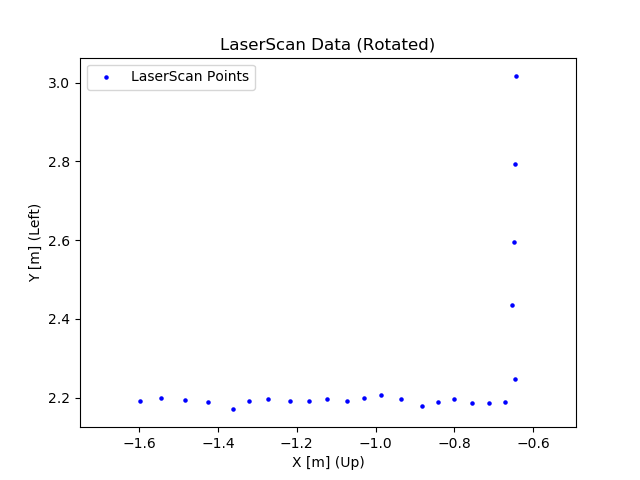 LaserScan Data (Rotated)
LaserScan Points
3.0
2.8
2.6
2.4
2.2
Y [m] (Left)
−1.6 −1.4 −1.2 −1.0 −0.8 −0.6
X [m] (Up)